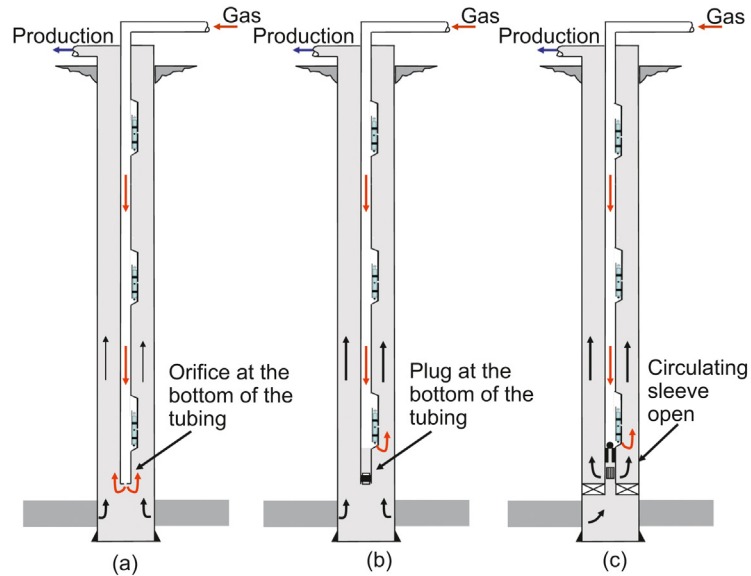 Gas
Production
Orifice at the
bottom of the
tubing
(a)
Gas
Production
Plug at the
bottom of the
tubing
(b)
Gas
Production
Circulating
sleeve
open
(c)